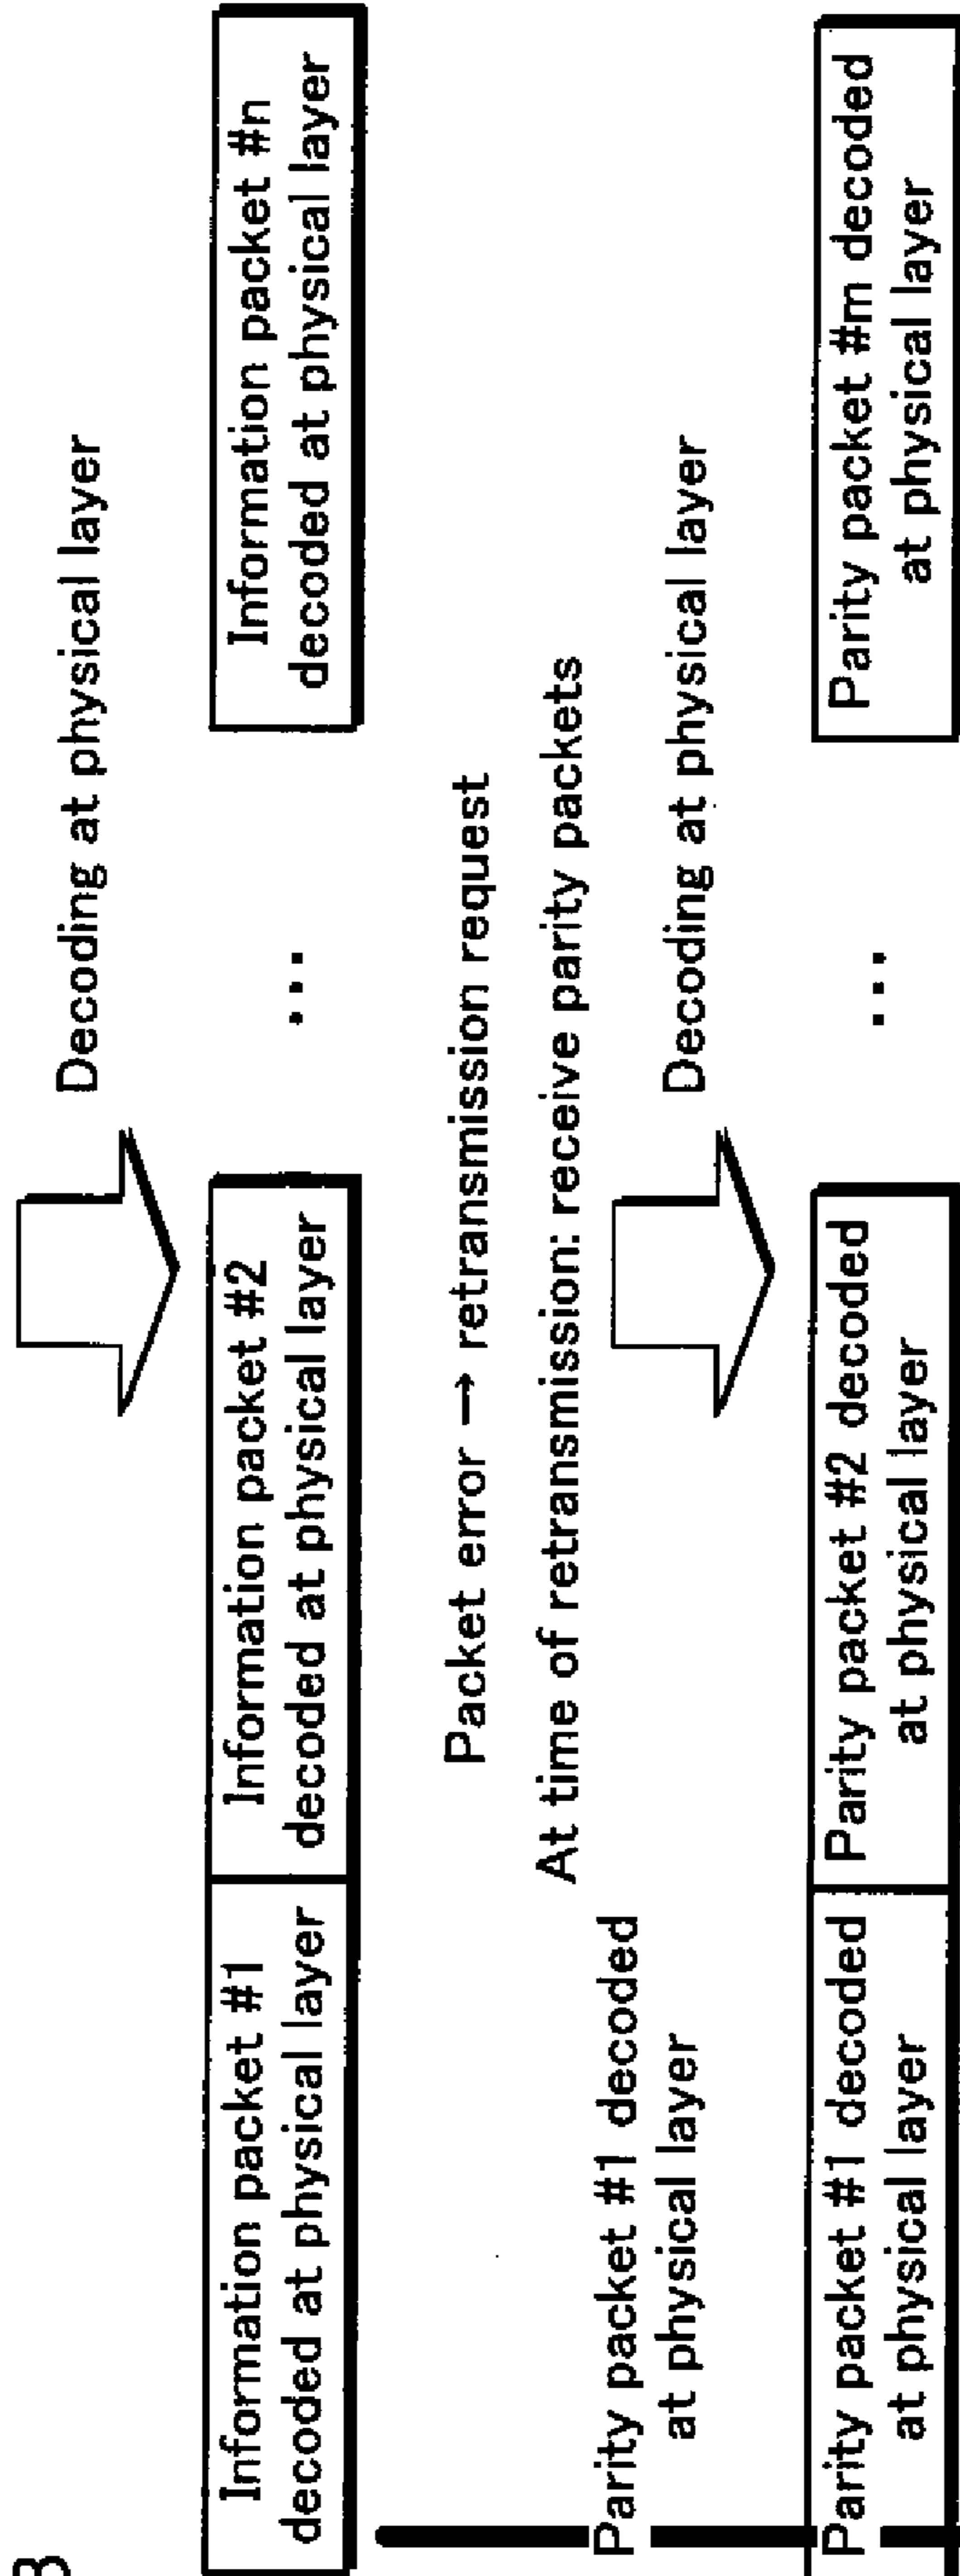 Decoding at physical layer
Information packet #1
decoded at physical layer
Information packet #2
decoded at physical layer
...
Information packet #n
decoded at physical layer
Packet error → retransmission request
At time of retransmission: receive parity packets
Parity packet #1 decoded
at physical layer
Decoding at physical layer
Parity packet #1 decoded
at physical layer
Parity packet #2 decoded
at physical layer
...
Parity packet #m decoded
at physical layer